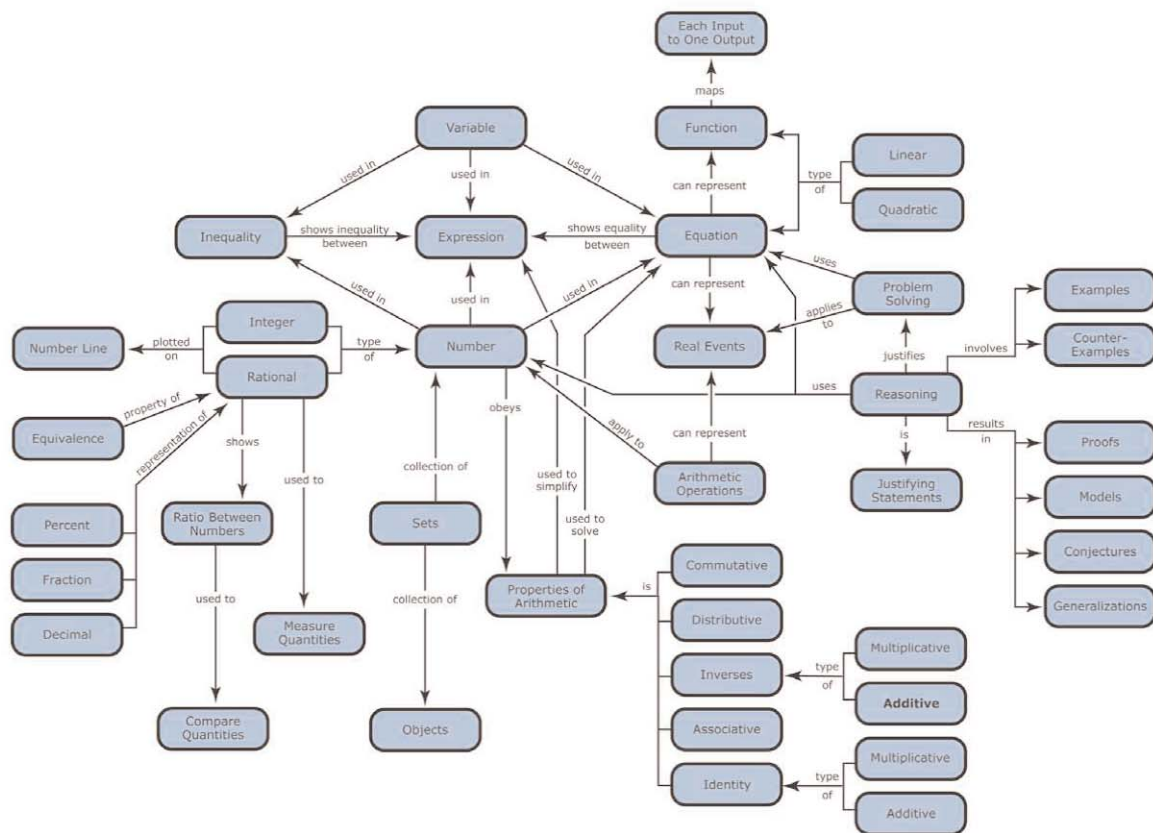 Each Input
to One Output
maps
Variable
Function
Linear
used in
used in
used in
can represent
type
of
Quadratic
Inequality
shows inequality
between
Expression
shows equality
between
Equation
uses
Problem
Solving
Examples
used in
used in
used in
can represent
applies
to
Integer
Number Line
plotted
on
type
of
Number
Real Events
justifies
involves
Counter-
Examples
Rational
uses
Reasoning
property of
obeys
Equivalence
representation of
shows
apply to
can represent
is
results
in
Proofs
collection of
used to
simplify
Arithmetic
Operations
Justifying
Statements
used to
Models
Percent
Ratio Between
Numbers
Sets
used to
solve
Conjectures
Fraction
Properties of
Arithmetic
is
Commutative
used to
collection of
Generalizations
Decimal
Measure
Quantities
Distributive
Multiplicative
Inverses
type
of
Additive
Compare
Quantities
Objects
Associative
Multiplicative
Identity
type
of
Additive